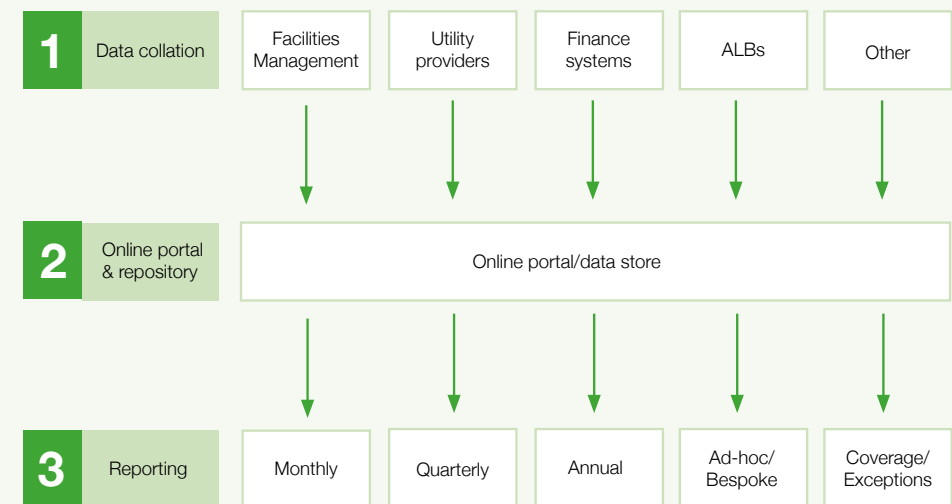 1
Data collation
Facilities
Management
Utility
providers
Finance
systems
ALBs
Other
2
Online portal
& repository
Online portal/data store
3
Reporting
Monthly
Quarterly
Annual
Ad-hoc/
Bespoke
Coverage/
Exceptions